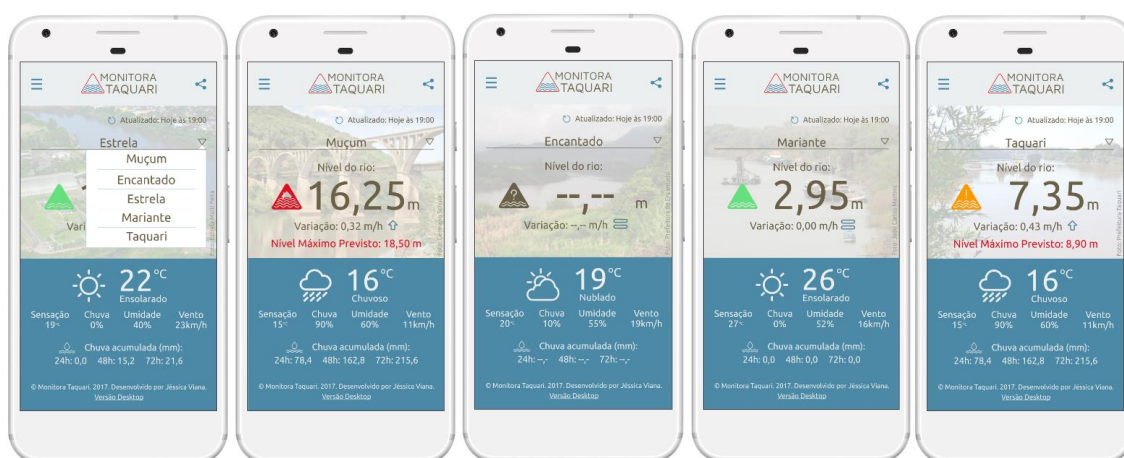 MONITORA
TAQUARI
Atualizado: Hoje às 19:00
Estrela
Muçum
Encantado
Estrela
Mariante
Taquari
Vari
22°C
Ensolarado
Sensação Chuva Umidade Vento
19°c 0% 40% 23km/h
Chuva acumulada (mm):
24h: 0,0 48h: 15,2 72h: 21,6
© Monitora Taquari. 2017. Desenvolvido por Jéssica Viana.
Versão Desktop
MONITORA
TAQUARI
Atualizado: Hoje às 19:00
Muçum
Nível do rio:
16,25m
Variação: 0,32 m/h
Nível Máximo Previsto: 18,50 m
16°C
Chuvoso
Sensação Chuva Umidade Vento
15°c 90% 60% 11km/h
Chuva acumulada (mm):
24h: 78,4 48h: 162,8 72h: 215,6
© Monitora Taquari. 2017. Desenvolvido por Jéssica Viana.
Versão Desktop
MONITORA
TAQUARI
Atualizado: Hoje às 19:00
Encantado
Nível do rio:
?
--,-- m
Variação: --,-- m/h
19°C
Nublado
Sensação Chuva Umidade Vento
20°c 10% 55% 19km/h
Chuva acumulada (mm):
24h: --,- 48h: --,- 72h: --,-
© Monitora Taquari. 2017. Desenvolvido por Jéssica Viana.
Versão Desktop
MONITORA
TAQUARI
Atualizado: Hoje às 19:00
Mariante
Nível do rio:
2,95m
Variação: 0,00 m/h
26°C
Ensolarado
Sensação Chuva Umidade Vento
27°c 0% 52% 16km/h
Chuva acumulada (mm):
24h: 0,0 48h: 0,0 72h: 0,0
© Monitora Taquari. 2017. Desenvolvido por Jéssica Viana.
Versão Desktop
MONITORA
TAQUARI
Atualizado: Hoje às 19:00
Taquari
Nível do rio:
7,35m
Variação: 0,43 m/h
Nível Máximo Previsto: 8,90 m
Foto: Prefeitura Taquari
16°C
Chuvoso
Sensação Chuva Umidade Vento
15°c 90% 60% 11km/h
Chuva acumulada (mm):
24h: 78,4 48h: 162,8 72h: 215,6
© Monitora Taquari. 2017. Desenvolvido por Jéssica Viana.
Versão Desktop